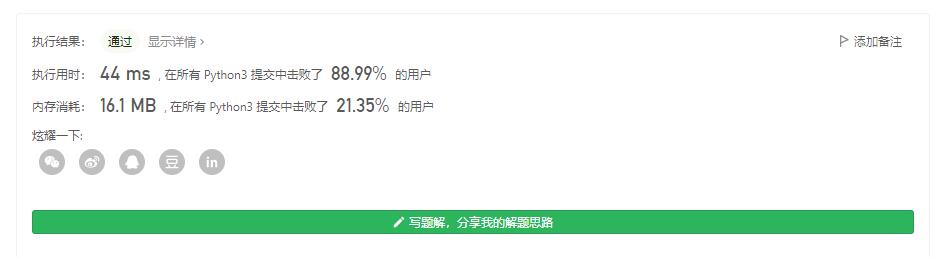 执行结果： 通过 显示详情 › 添加备注
执行用时： 44 ms , 在所有 Python3 提交中击败了 88.99% 的用户
内存消耗： 16.1 MB , 在所有 Python3 提交中击败了 21.35% 的用户
炫耀一下:
豆 in
写题解，分享我的解题思路